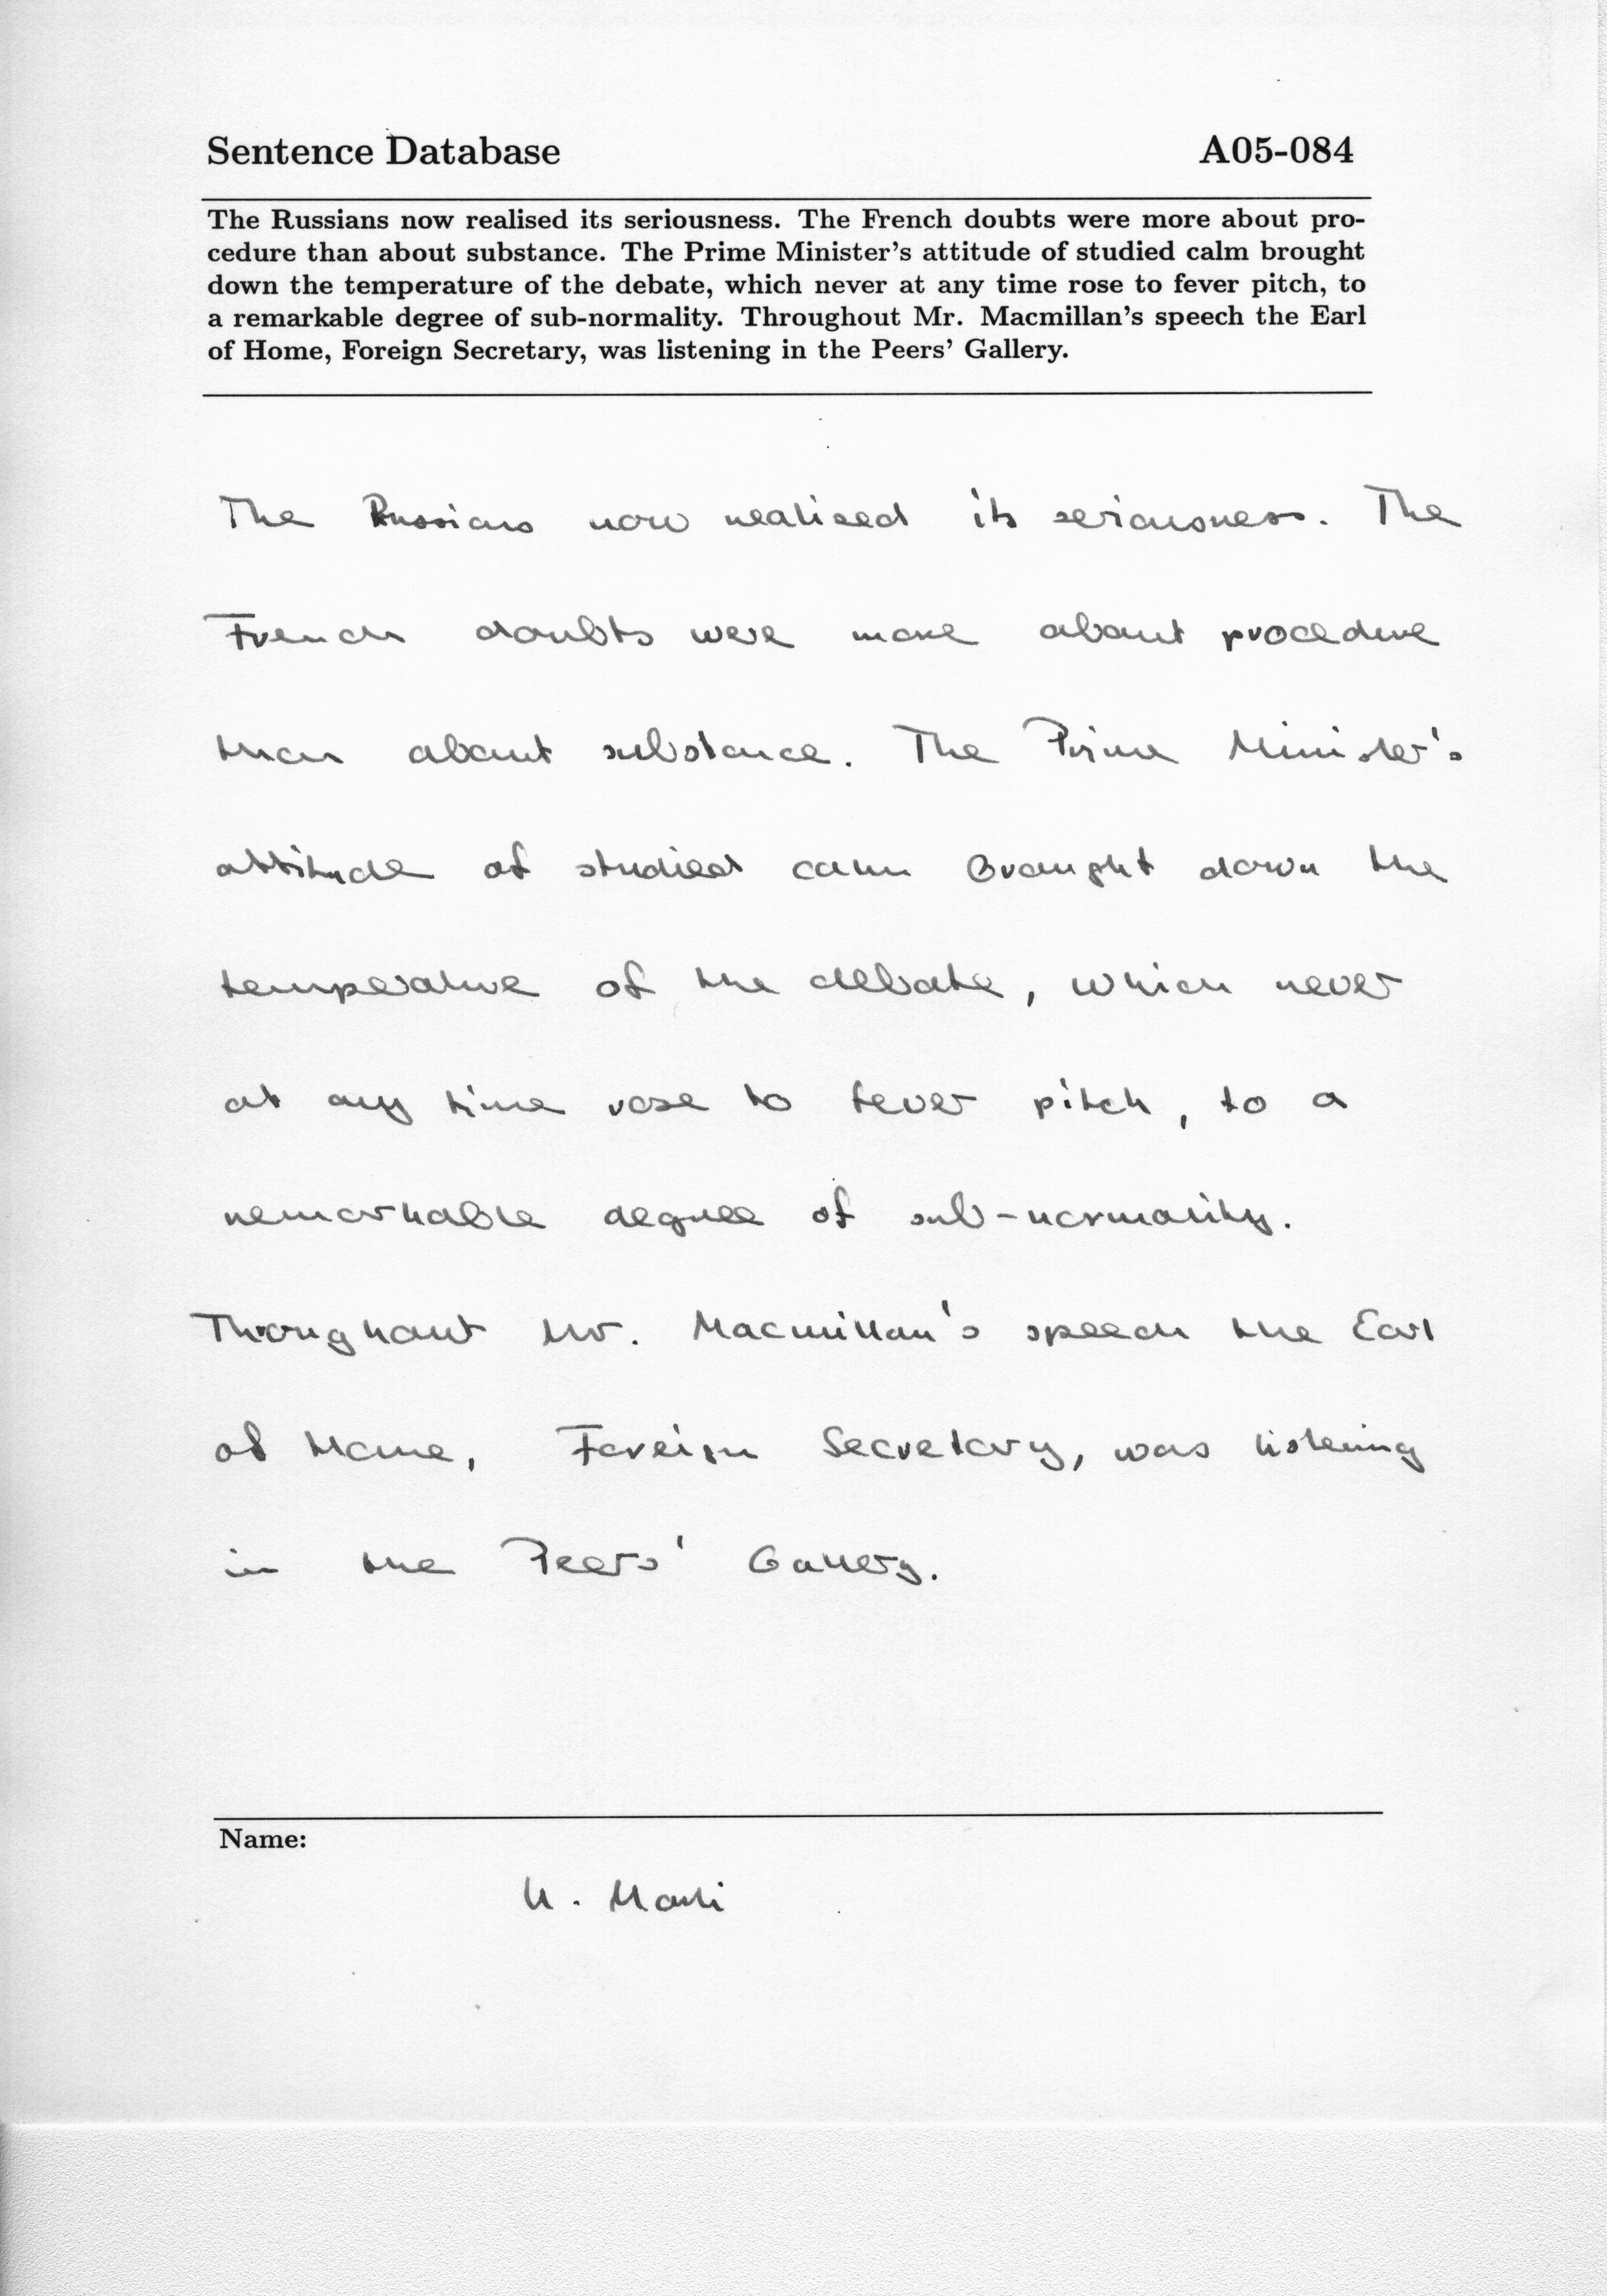 Sentence Database A05-084
The Russians now realised its seriousness. The French doubts were more about pro-
cedure than about substance. The Prime Minister's attitude of studied calm brought
down the temperature of the debate, which never at any time rose to fever pitch, to
a remarkable degree of sub-normality. Throughout Mr. Macmillan's speech the Earl
of Home, Foreign Secretary, was listening in the Peers' Gallery.
The Russians now realised its seriousness. The
French doubts were more about procedure
than about substance. The Prime Minister's
attitude of studied calm brought down the
temperature of the debate, which never
at any time rose to fever pitch, to a
remarkable degree of sub-normality.
Throughout Mr. Macmillan's speech the Earl
of Home, Foreign Secretary, was listening
in the Peers' Gallery.
Name:
U. Marti